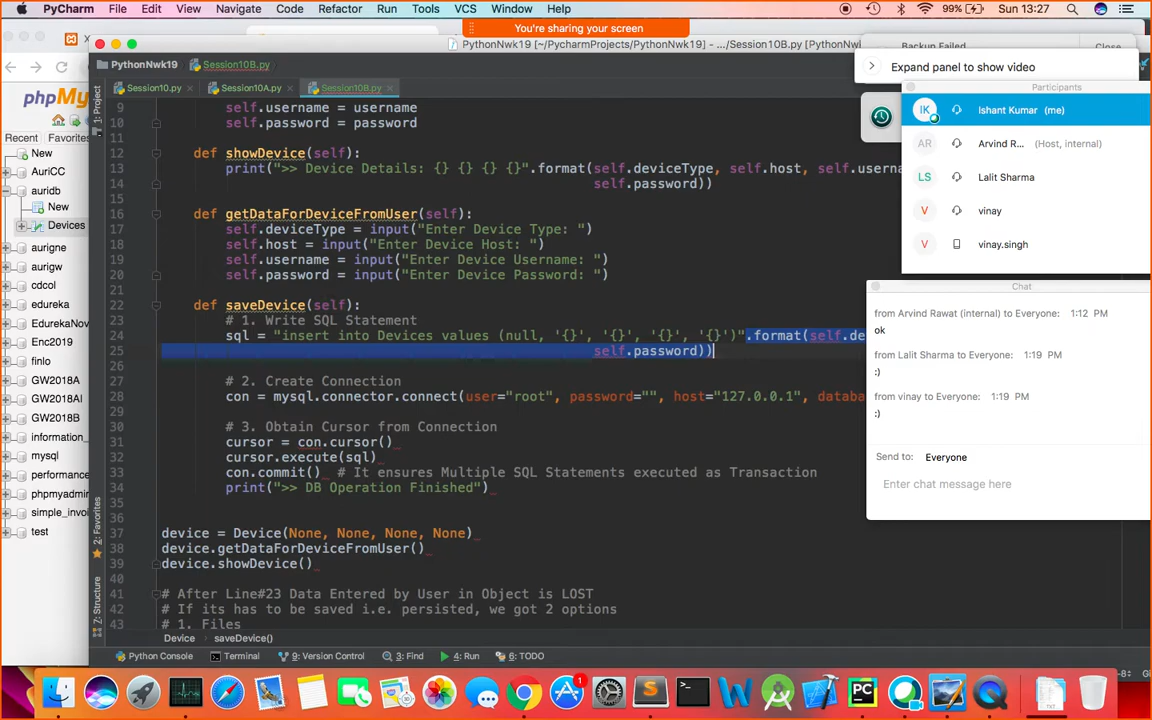 PyCharm File Edit View Navigate Code Refactor Run Tools VCS Window Help 99% Sun 13:27
You're sharing your screen
PythonNwk19 [~/PycharmProjects/PythonNwk19] - .../Session10B.py [PythonNwk19]
Backup Failed
Close
PythonNwk19 Session10B.py
Expand panel to show video
Session10.py Session10A.py Session10B.py
Participants
IK Ishant Kumar (me)
AR Arvind R... (Host, internal)
LS Lalit Sharma
V vinay
V vinay.singh
Chat
from Arvind Rawat (internal) to Everyone: 1:12 PM
ok
from Lalit Sharma to Everyone: 1:19 PM
:)
from vinay to Everyone: 1:19 PM
:)
Send to: Everyone
Enter chat message here
phpMy
Recent Favorites
New
AuriCC
auridb
New
Devices
aurigne
aurigw
cdcol
edureka
EdurekaNov
Enc2019
finlo
GW2018A
GW2018AI
GW2018B
information_
mysql
performance
phpmyadmin
simple_invoi
test
1: Project
2: Favorites
7: Structure
9 self.username = username
10 self.password = password
11
12 def showDevice(self):
13 print(">> Device Details: {} {} {} {}".format(self.deviceType, self.host, self.userna
14 self.password))
15
16 def getDataForDeviceFromUser(self):
17 self.deviceType = input("Enter Device Type: ")
18 self.host = input("Enter Device Host: ")
19 self.username = input("Enter Device Username: ")
20 self.password = input("Enter Device Password: ")
21
22 def saveDevice(self):
23 # 1. Write SQL Statement
24 sql = "insert into Devices values (null, '{}', '{}', '{}', '{}')".format(self.de
25 self.password))
26
27 # 2. Create Connection
28 con = mysql.connector.connect(user="root", password="", host="127.0.0.1", databa
29
30 # 3. Obtain Cursor from Connection
31 cursor = con.cursor()
32 cursor.execute(sql)
33 con.commit() # It ensures Multiple SQL Statements executed as Transaction
34 print(">> DB Operation Finished")
35
36
37 device = Device(None, None, None, None)
38 device.getDataForDeviceFromUser()
39 device.showDevice()
40
41 # After Line#23 Data Entered by User in Object is LOST
42 # If its has to be saved i.e. persisted, we got 2 options
43 # 1. Files
Device saveDevice()
Python Console Terminal 9: Version Control 3: Find 4: Run 6: TODO